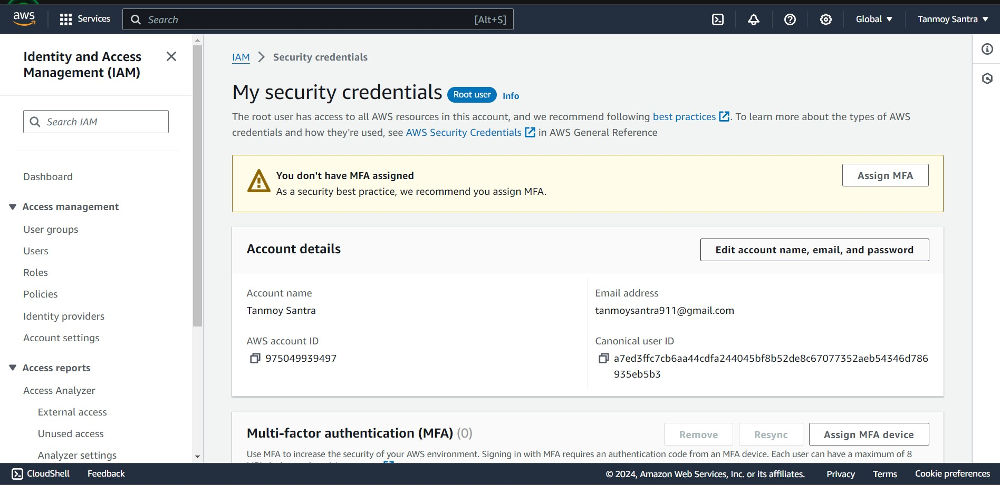 aws
Services
Search
[Alt+S]
Global
Tanmoy Santra
Identity and Access
Management (IAM)
Search IAM
Dashboard
Access management
User groups
Users
Roles
Policies
Identity providers
Account settings
Access reports
Access Analyzer
External access
Unused access
Analyzer settings
IAM
Security credentials
My security credentials
Root user
Info
The root user has access to all AWS resources in this account, and we recommend following best practices. To learn more about the types of AWS
credentials and how they're used, see AWS Security Credentials in AWS General Reference
You don't have MFA assigned
As a security best practice, we recommend you assign MFA.
Assign MFA
Account details
Edit account name, email, and password
Account name
Tanmoy Santra
Email address
tanmoysantra911@gmail.com
AWS account ID
975049939497
Canonical user ID
a7ed3ffc7cb6aa44cdfa244045bf8b52de8c67077352aeb54346d786
935eb5b3
Multi-factor authentication (MFA) (0)
Remove
Resync
Assign MFA device
Use MFA to increase the security of your AWS environment. Signing in with MFA requires an authentication code from an MFA device. Each user can have a maximum of 8
CloudShell
Feedback
© 2024, Amazon Web Services, Inc. or its affiliates.
Privacy
Terms
Cookie preferences